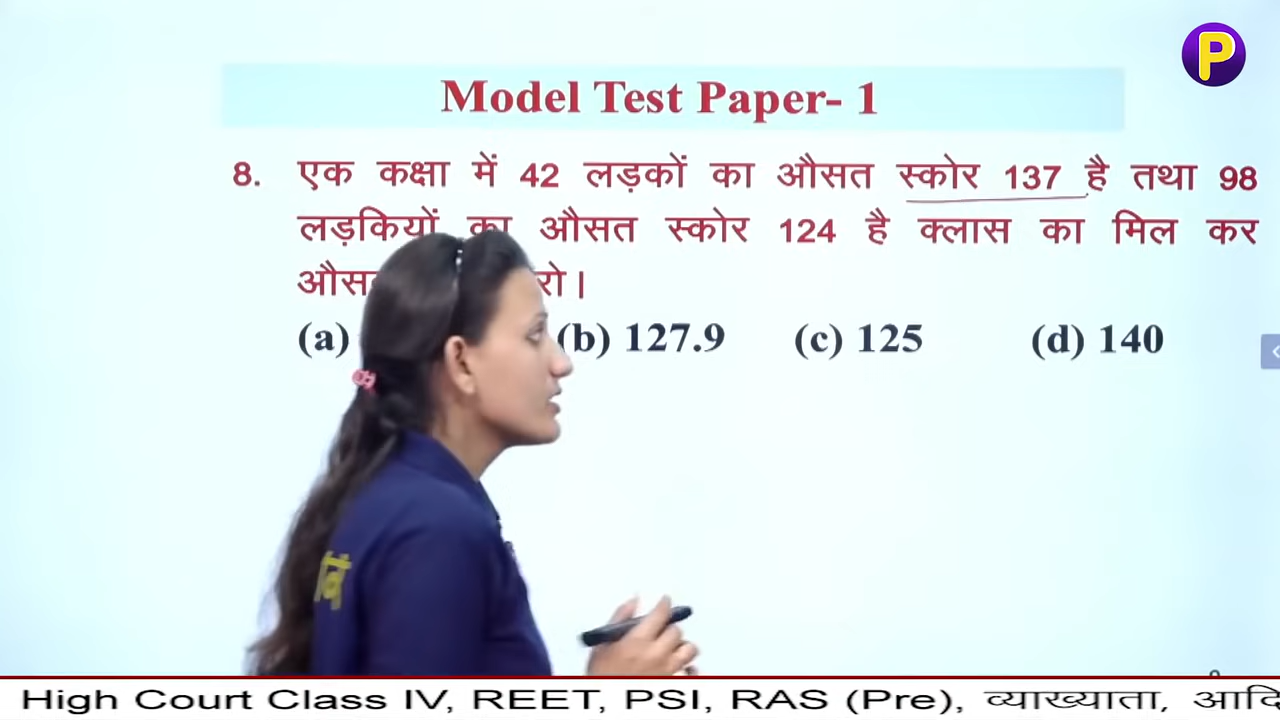 P
Model Test Paper- 1
8. एक कक्षा में 42 लड़कों का औसत स्कोर 137 है तथा 98
लड़कियों का औसत स्कोर 124 है क्लास का मिल कर
(a) (b) 127.9 (c) 125 (d) 140
High Court Class IV, REET, PSI, RAS (Pre), व्याख्याता, आदि